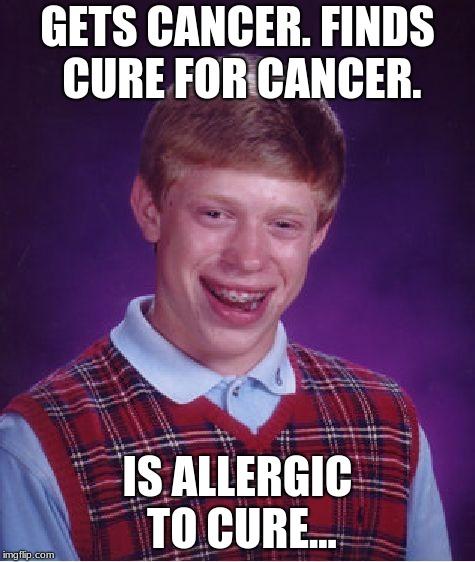 GETS CANCER. FINDS
CURE FOR CANCER.
IS ALLERGIC
TO CURE...
imgflip.com